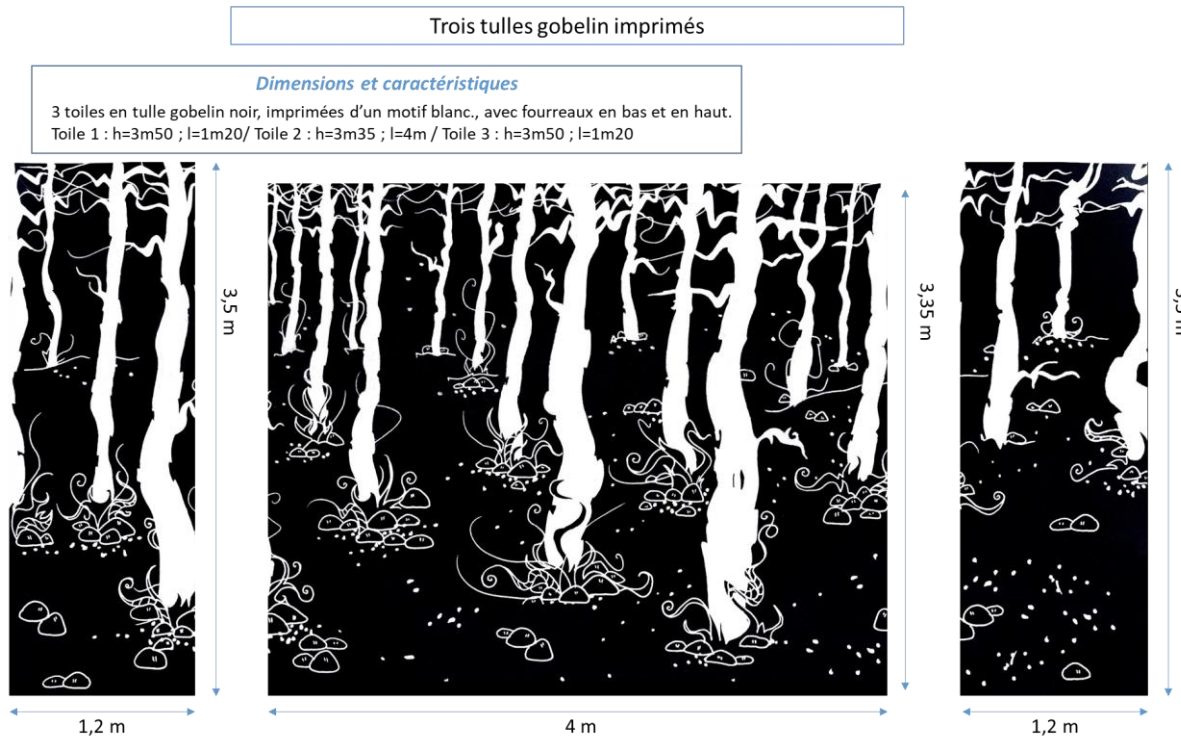 Trois tulles gobelin imprimés
Dimensions et caractéristiques
3 toiles en tulle gobelin noir, imprimées d’un motif blanc., avec fourreaux en bas et en haut.
Toile 1 : h=3m50 ; l=1m20/ Toile 2 : h=3m35 ; l=4m / Toile 3 : h=3m50 ; l=1m20
3,5 m
3,35 m
1,2 m
4 m
1,2 m